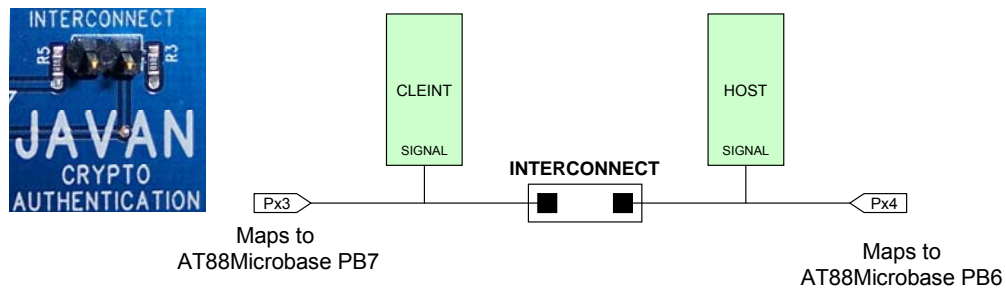 INTERCONNECT
R5
R3
JAVAN
CRYPTO
AUTHENTICATION
CLEINT
SIGNAL
HOST
SIGNAL
INTERCONNECT
Px3
Px4
Maps to
AT88Microbase PB7
Maps to
AT88Microbase PB6